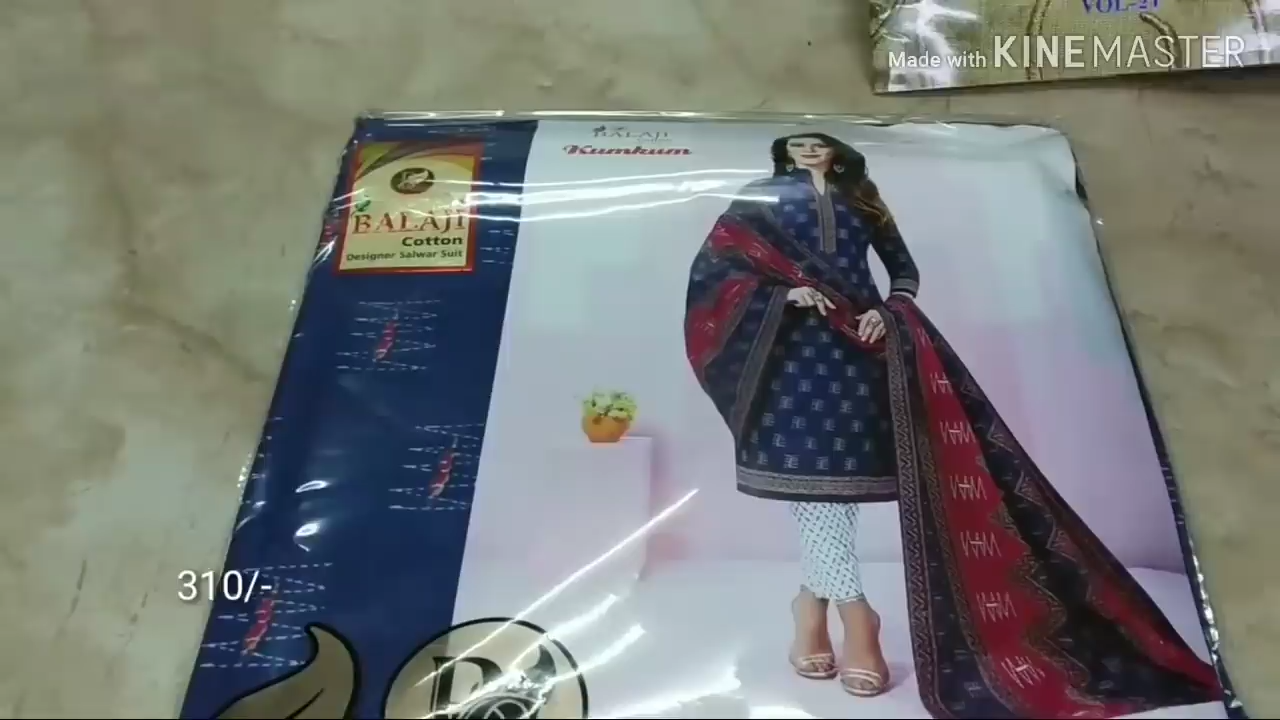 VOL-21
Made with KINEMASTER
BALAJI
Kumkum
BALAJI
Cotton
Designer Salwar Suit
310/-